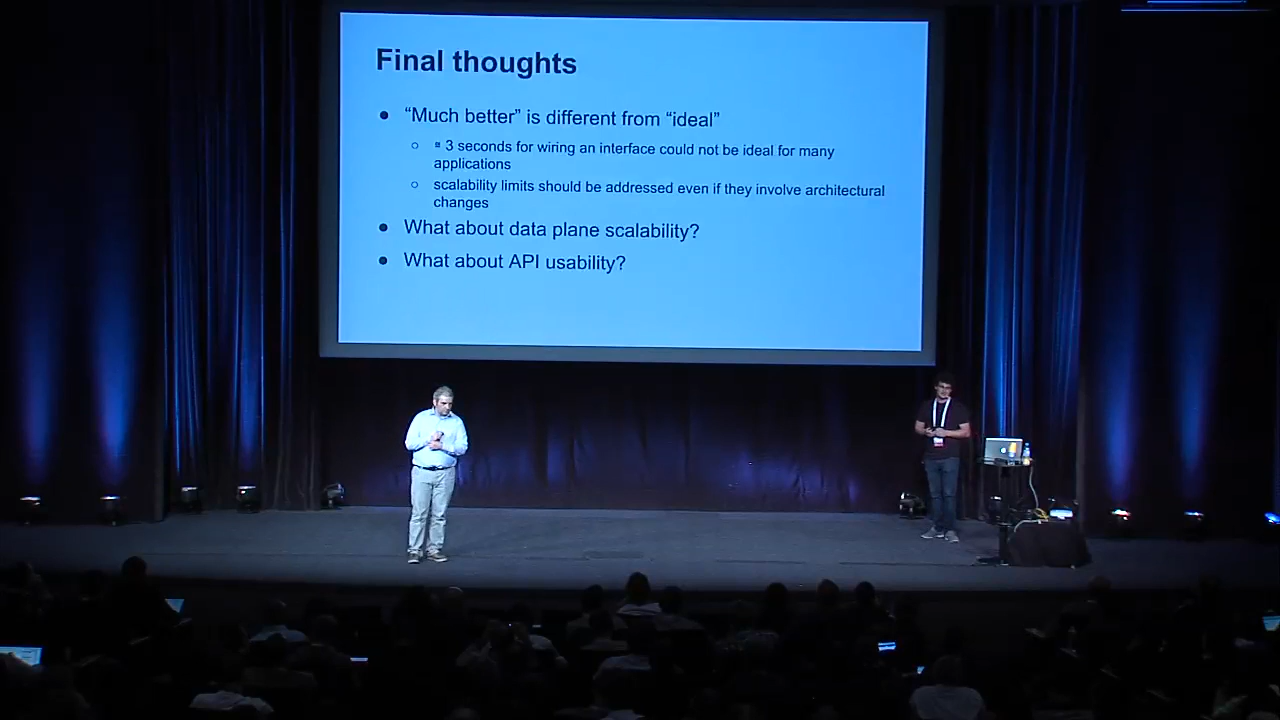 Final thoughts
● “Much better” is different from “ideal”
○ 3 seconds for wiring an interface could not be ideal for many
applications
○ scalability limits should be addressed even if they involve architectural
changes
● What about data plane scalability?
● What about API usability?